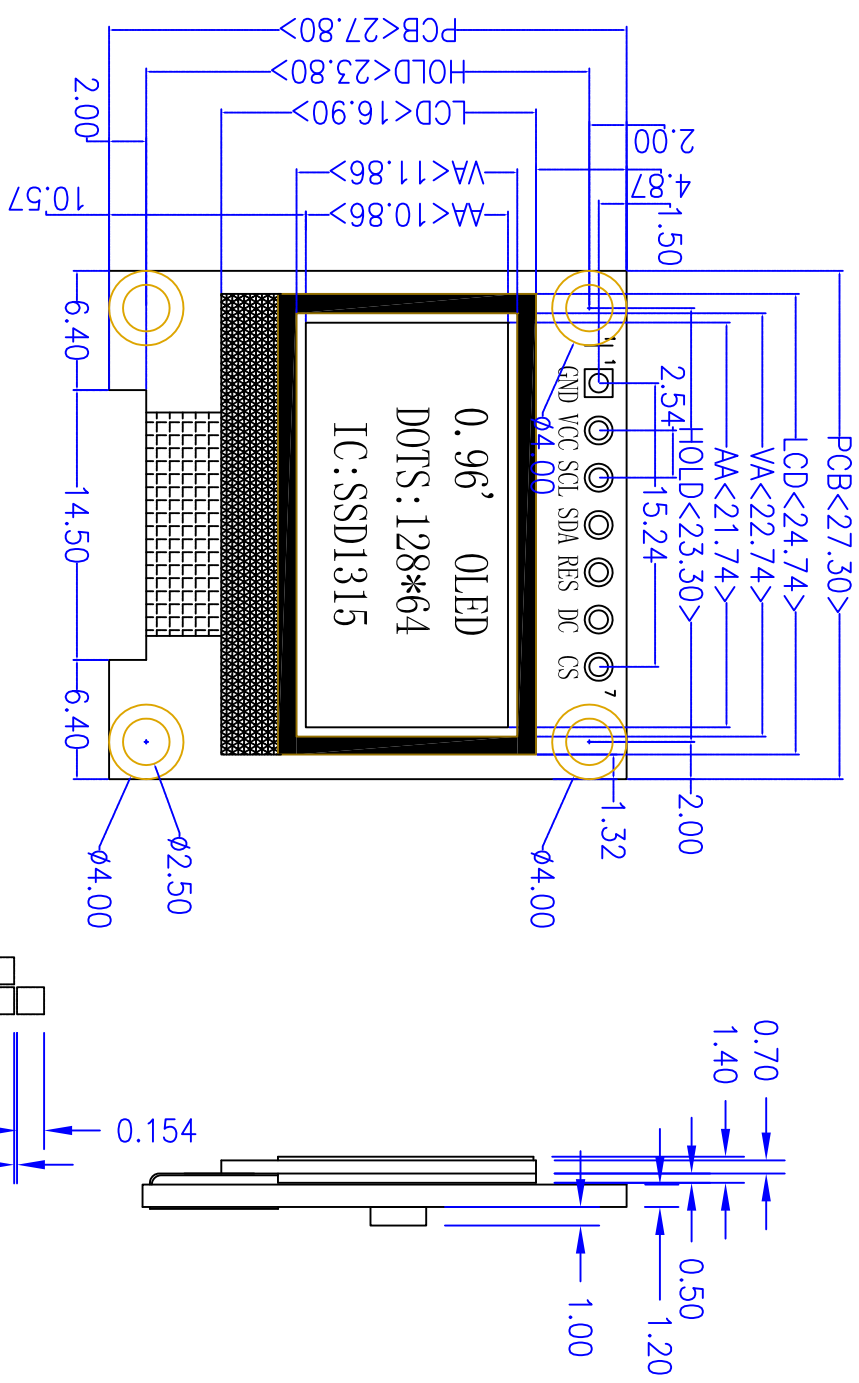 PCB<27.80>
HOLD<23.80>
LCD<16.90>
VA<11.86>
AA<10.86>
2.00
10.57
2.00
4.87
1.50
6.40
14.50
6.40
PCB<27.30>
LCD<24.74>
VA<22.74>
AA<21.74>
HOLD<23.30>
15.24
2.54
1
GND VCC SCL SDA RES DC CS
7
0.96' OLED
DOTS:128*64
IC:SSD1315
ø4.00
2.00
1.32
ø4.00
ø2.50
ø4.00
0.154
0.70
1.40
0.50
1.20
1.00